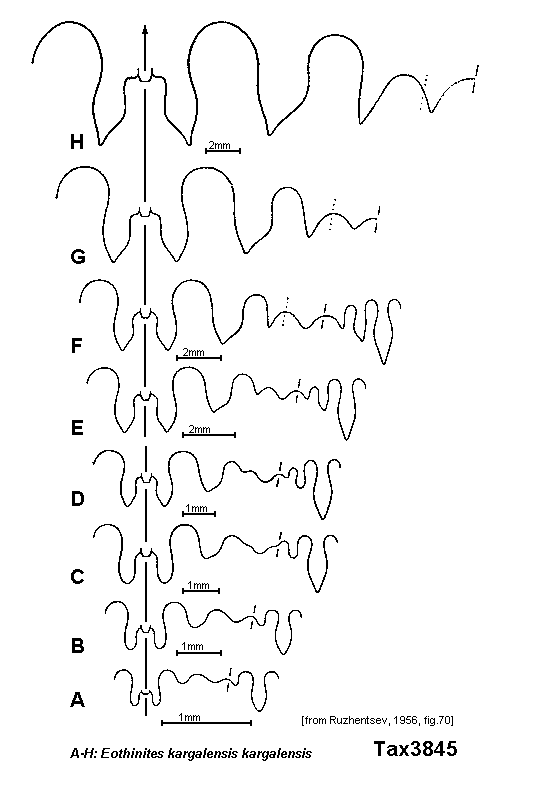 H
2mm
G
F
2mm
E
2mm
D
1mm
C
1mm
B
1mm
A
1mm
[from Ruzhentsev, 1956, fig.70]
A-H: Eothinites kargalensis kargalensis
Tax3845